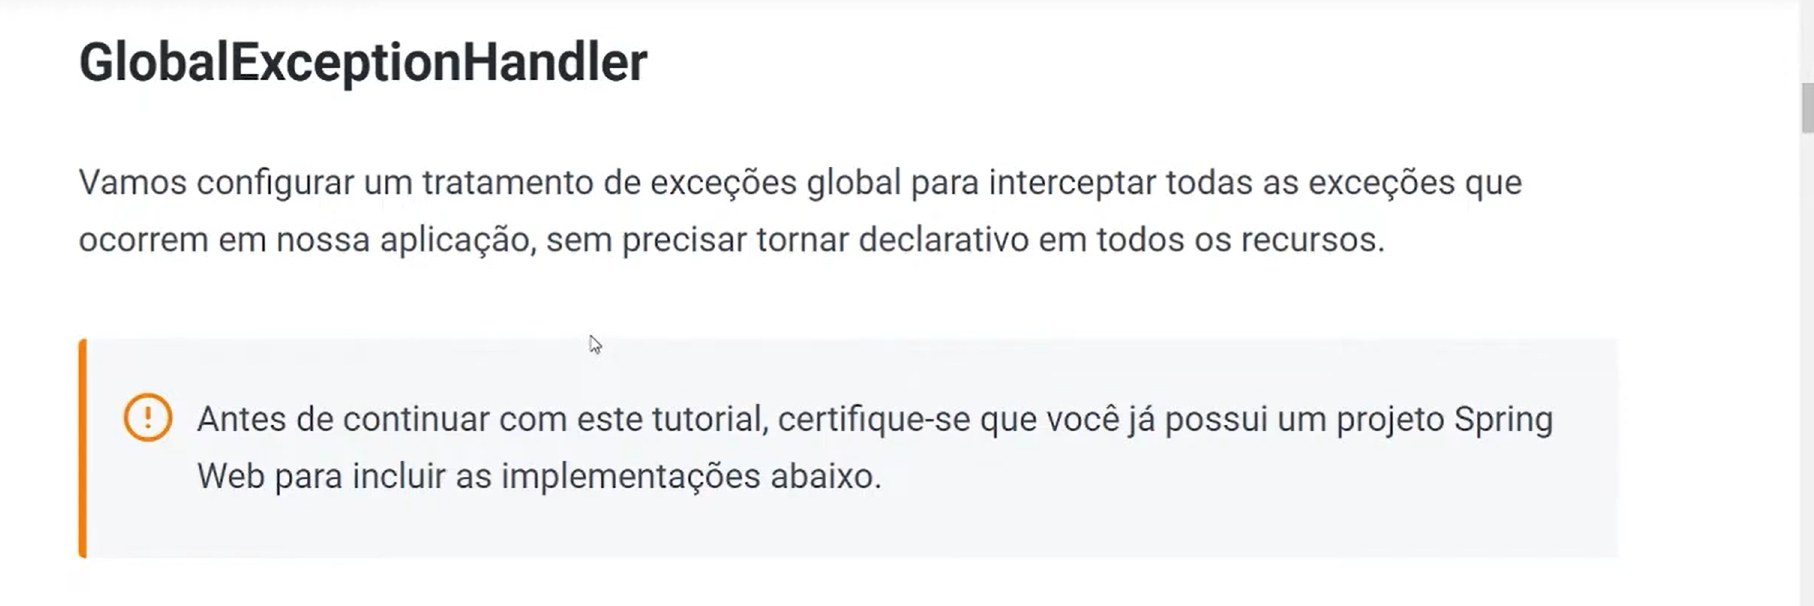 GlobalExceptionHandler
Vamos configurar um tratamento de exceções global para interceptar todas as exceções que
ocorrem em nossa aplicação, sem precisar tornar declarativo em todos os recursos.
Antes de continuar com este tutorial, certifique-se que você já possui um projeto Spring
Web para incluir as implementações abaixo.